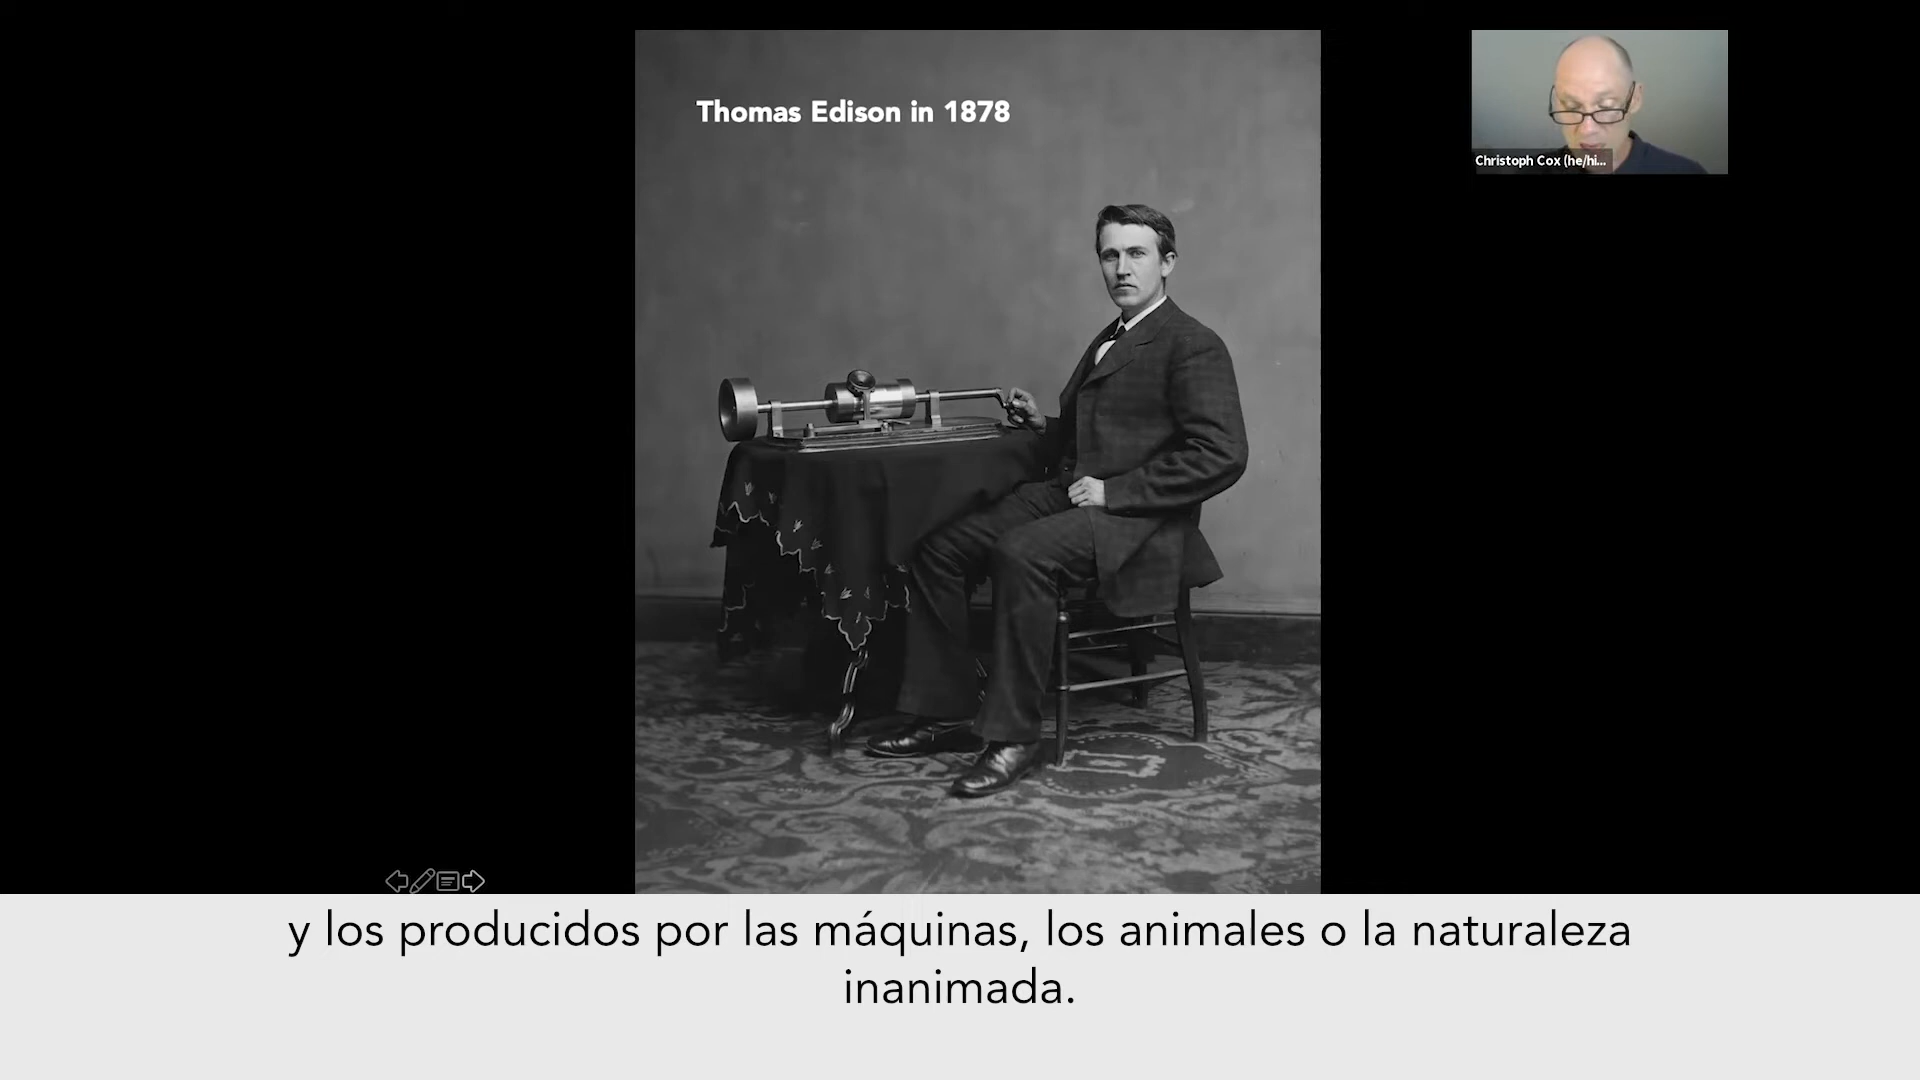 Thomas Edison in 1878
Christoph Cox (he/hi...
y los producidos por las máquinas, los animales o la naturaleza
inanimada.